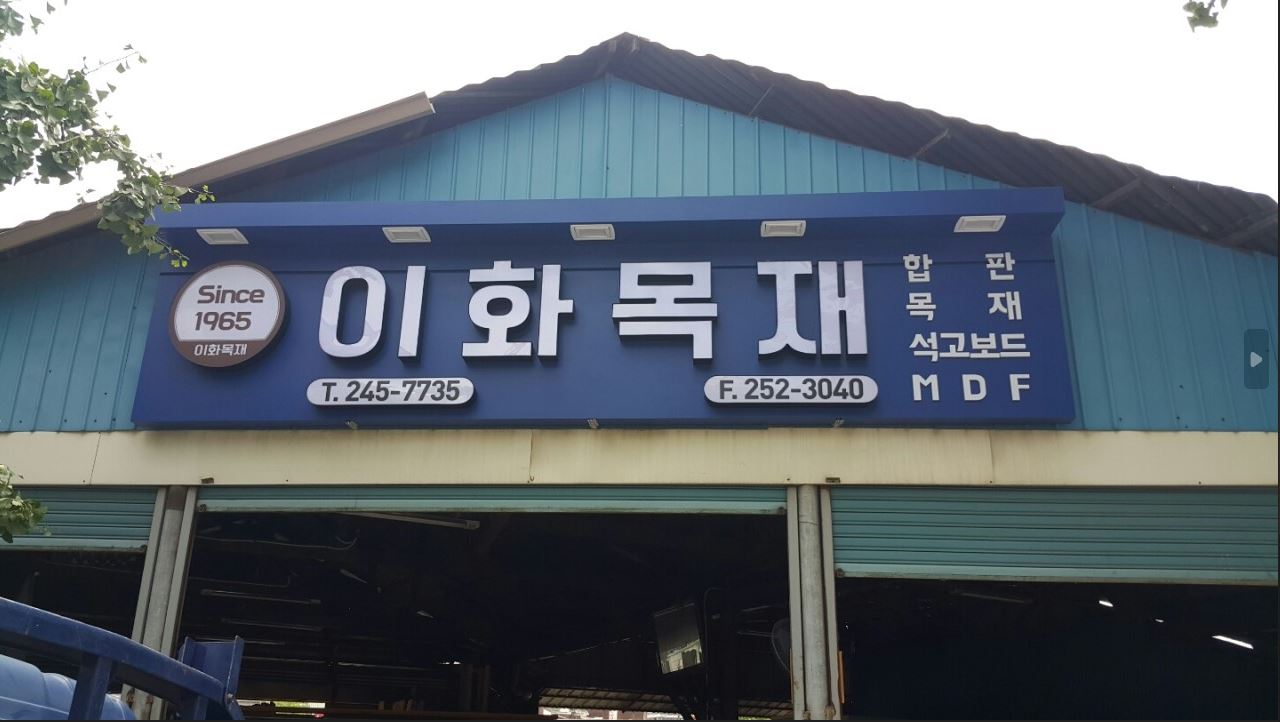 Since
1965
이화목재
이화목재
T. 245-7735
F. 252-3040
합판
목재
석고보드
MDF